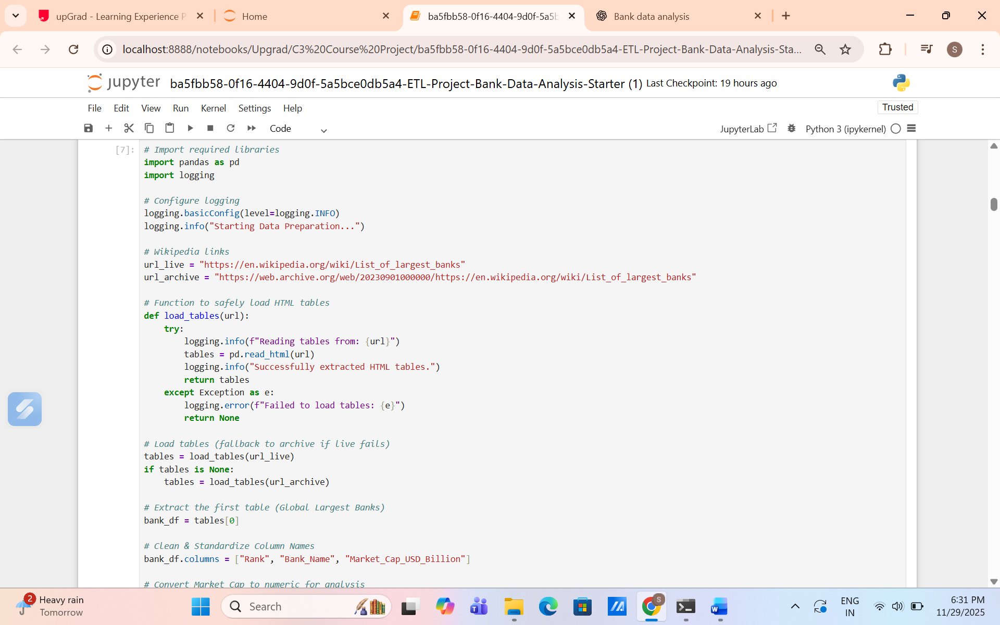 upGrad - Learning Experience P
Home
ba5fbb58-0f16-4404-9d0f-5a5b
Bank data analysis
localhost:8888/notebooks/Upgrad/C3%20Course%20Project/ba5fbb58-0f16-4404-9d0f-5a5bce0db5a4-ETL-Project-Bank-Data-Analysis-Sta...
S
jupyter ba5fbb58-0f16-4404-9d0f-5a5bce0db5a4-ETL-Project-Bank-Data-Analysis-Starter (1) Last Checkpoint: 19 hours ago
File Edit View Run Kernel Settings Help
Trusted
Code
JupyterLab
Python 3 (ipykernel)
[7]:
# Import required libraries
import pandas as pd
import logging
# Configure logging
logging.basicConfig(level=logging.INFO)
logging.info("Starting Data Preparation...")
# Wikipedia links
url_live = "https://en.wikipedia.org/wiki/List_of_largest_banks"
url_archive = "https://web.archive.org/web/20230901000000/https://en.wikipedia.org/wiki/List_of_largest_banks"
# Function to safely load HTML tables
def load_tables(url):
    try:
        logging.info(f"Reading tables from: {url}")
        tables = pd.read_html(url)
        logging.info("Successfully extracted HTML tables.")
        return tables
    except Exception as e:
        logging.error(f"Failed to load tables: {e}")
        return None
# Load tables (fallback to archive if live fails)
tables = load_tables(url_live)
if tables is None:
    tables = load_tables(url_archive)
# Extract the first table (Global Largest Banks)
bank_df = tables[0]
# Clean & Standardize Column Names
bank_df.columns = ["Rank", "Bank_Name", "Market_Cap_USD_Billion"]
# Convert Market Cap to numeric for analysis
2
Heavy rain
Tomorrow
Search
S
ENG
IN
6:31 PM
11/29/2025